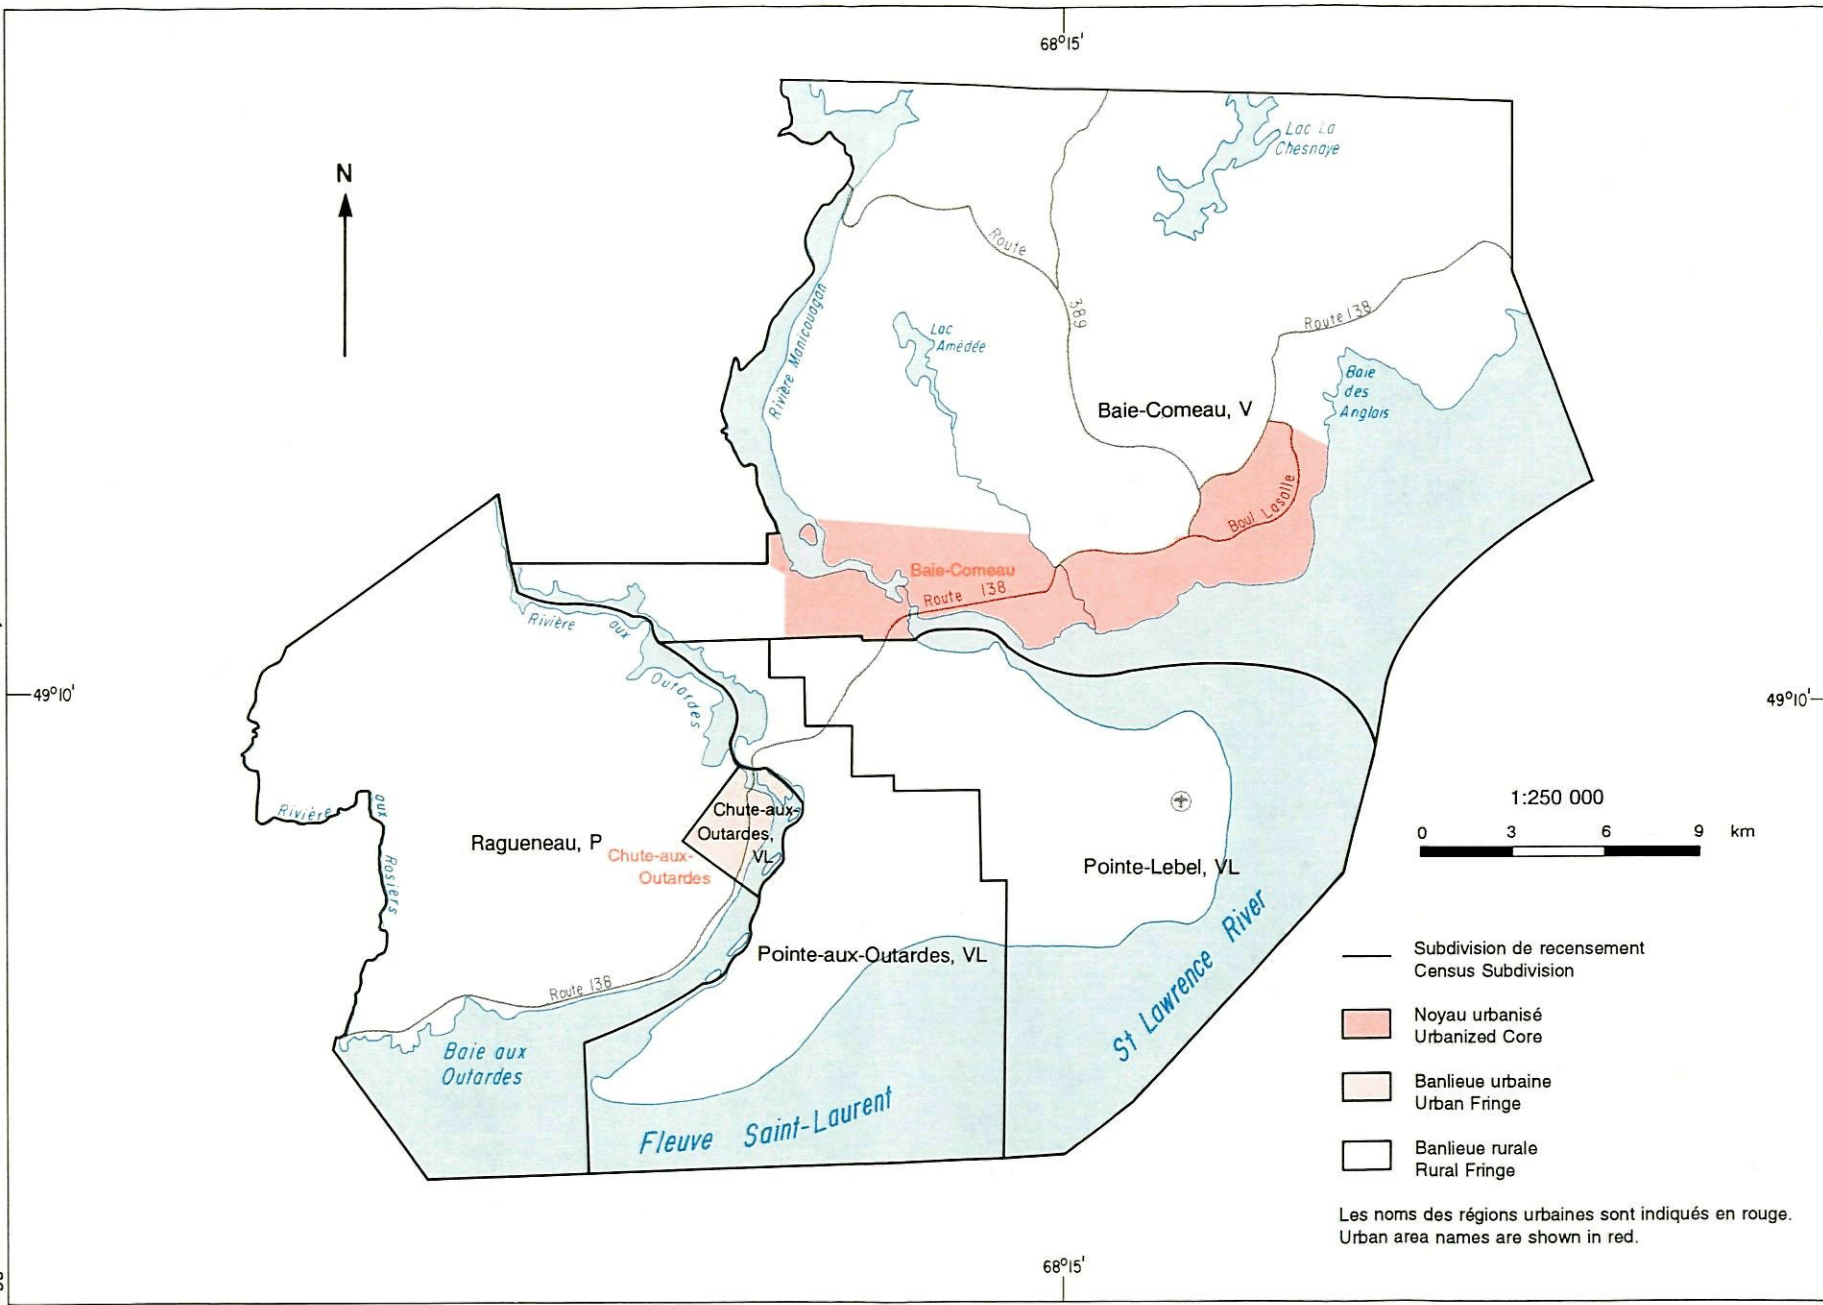 68°15'
N
Lac La
Chesnaye
Route
389
Route 138
Rivière Manicouagan
Lac
Amédée
Baie
des
Anglais
Baie-Comeau, V
Boul Lasalle
Baie-Comeau
Route 138
Rivière aux
Outardes
49°10'
49°10'
Rivière
aux
Rosiers
Ragueneau, P
Chute-aux-
Outardes,
VL
Chute-aux-
Outardes
Pointe-Lebel, VL
Pointe-aux-Outardes, VL
Route 138
Baie aux
Outardes
Fleuve Saint-Laurent
St Lawrence River
1:250 000
0 3 6 9 km
Subdivision de recensement
Census Subdivision
Noyau urbanisé
Urbanized Core
Banlieue urbaine
Urban Fringe
Banlieue rurale
Rural Fringe
Les noms des régions urbaines sont indiqués en rouge.
Urban area names are shown in red.
68°15'